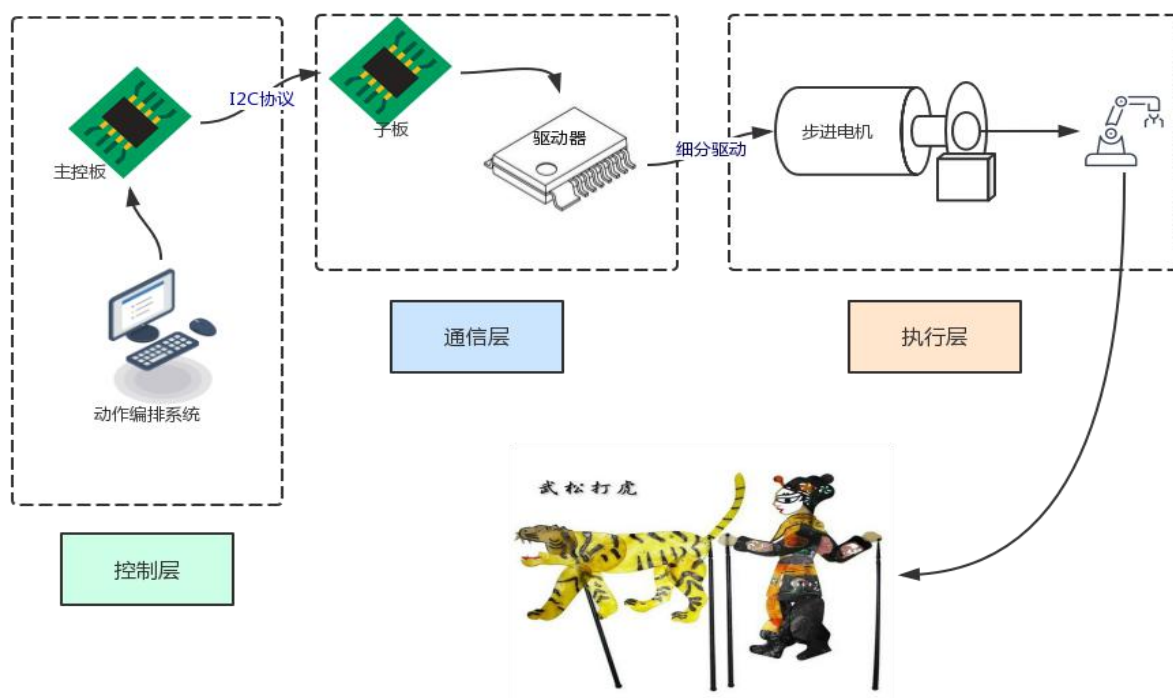 I2C协议
子板
主控板
驱动器
细分驱动
步进电机
动作编排系统
通信层
执行层
控制层
武松打虎